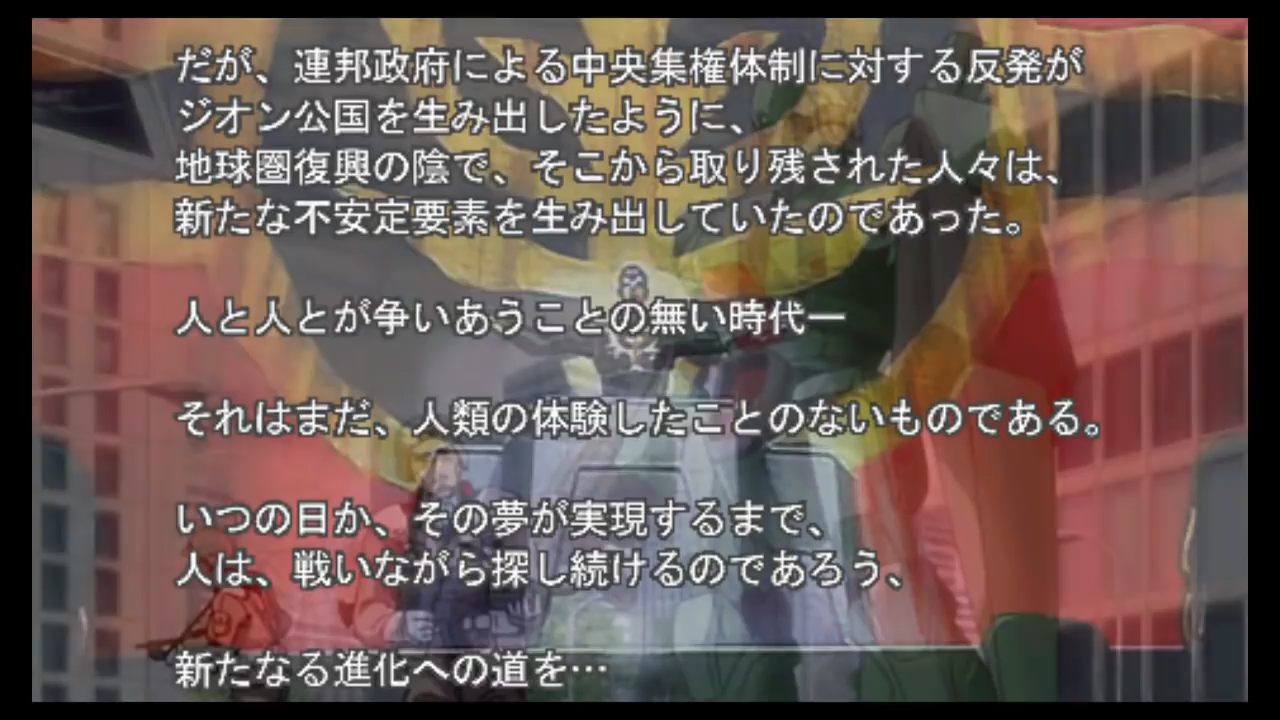 だが、連邦政府による中央集権体制に対する反発が
ジオン公国を生み出したように、
地球圏復興の陰で、そこから取り残された人々は、
新たな不安定要素を生み出していたのであった。
人と人とが争いあうことの無い時代―
それはまだ、人類の体験したことのないものである。
いつの日か、その夢が実現するまで、
人は、戦いながら探し続けるのであろう、
新たなる進化への道を…